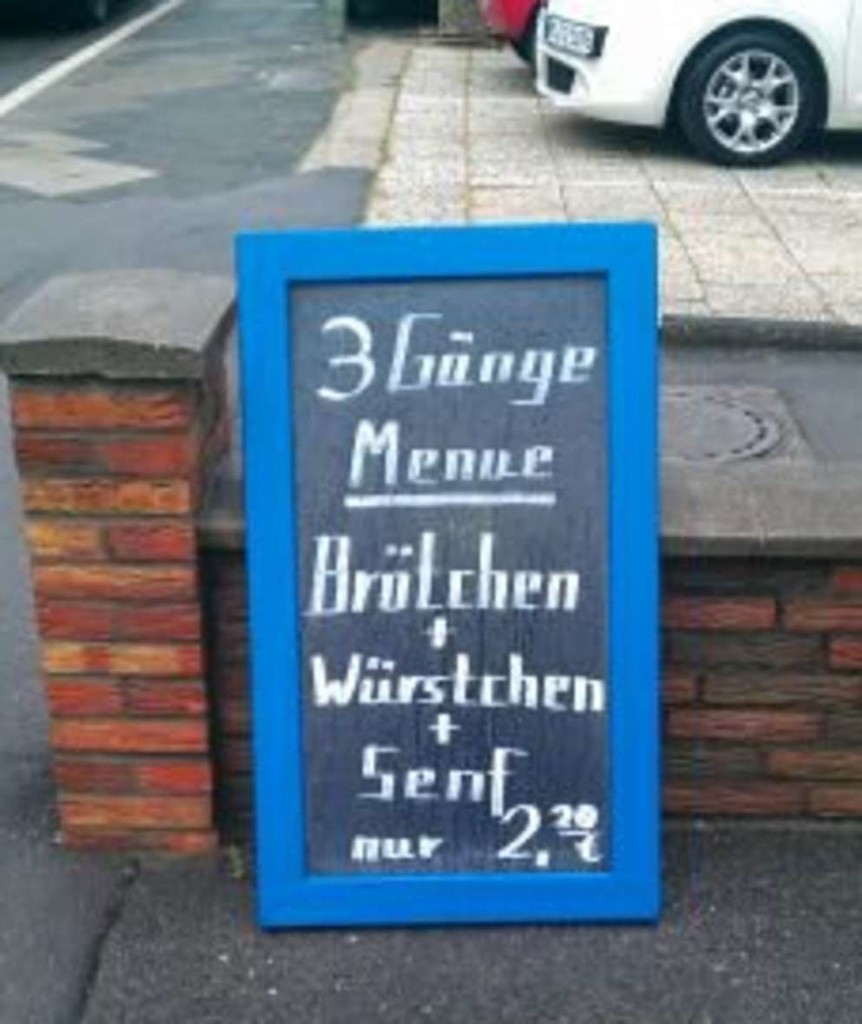 3 Gänge
Menue
Brötchen
+
Würstchen
+
Senf
nur 2,20